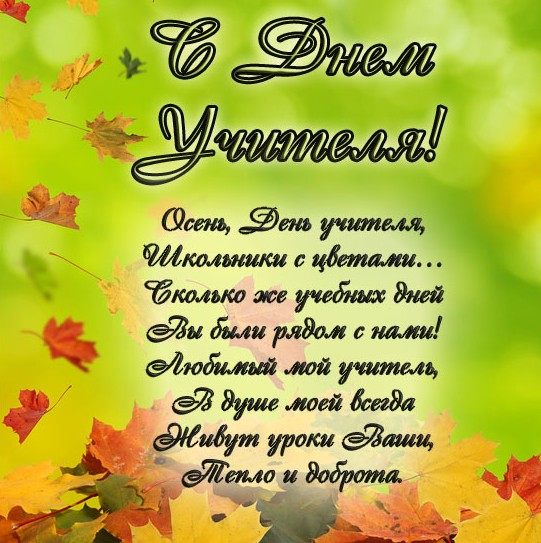 С Днем
Учителя!
Осень, День учителя,
Школьники с цветами...
Сколько же учебных дней
Вы были рядом с нами!
Любимый мой учитель,
В душе моей всегда
Живут уроки Ваши,
Тепло и доброта.